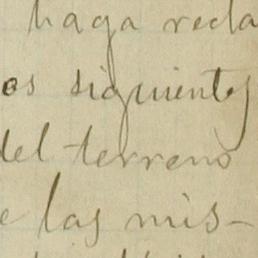 haga recla
os siguientes
del terreno
e las mis-